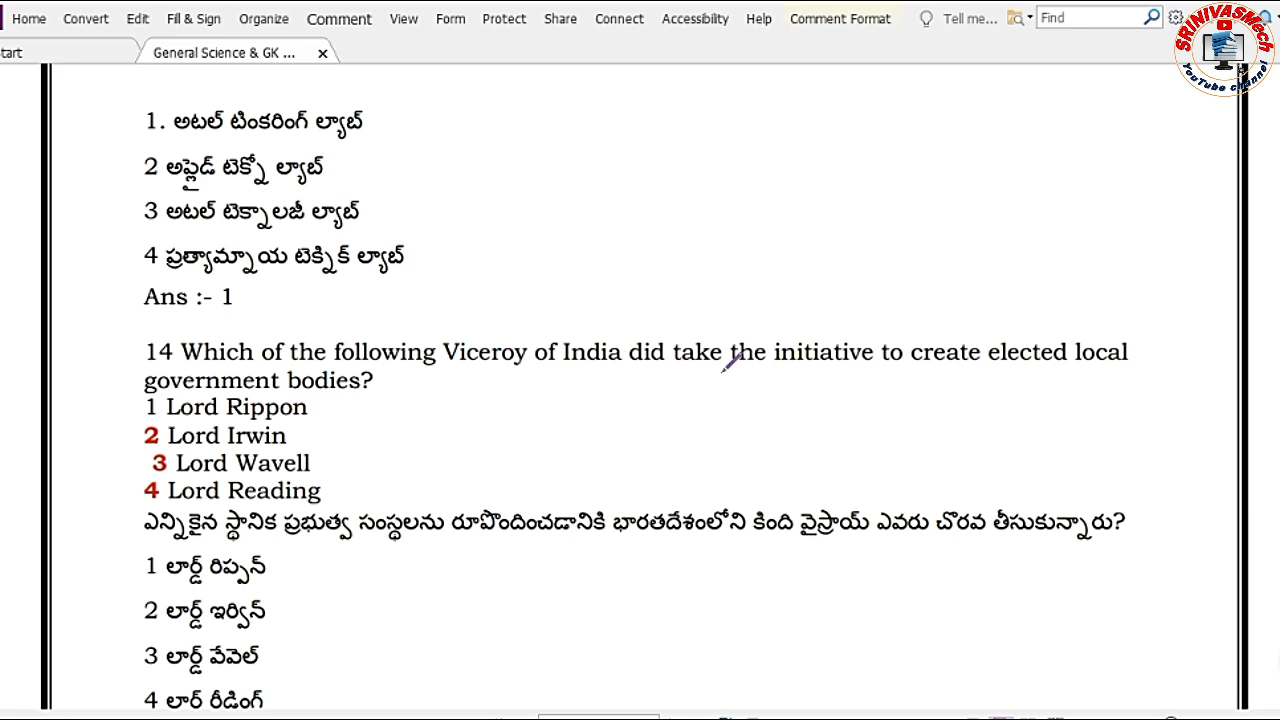 Home Convert Edit Fill & Sign Organize Comment View Form Protect Share Connect Accessibility Help Comment Format Tell me... Find
tart General Science & GK ... ×
SRINIVASMech
YouTube channel
1. అటల్ టింకరింగ్ ల్యాబ్
2 అప్లైడ్ టెక్నో ల్యాబ్
3 అటల్ టెక్నాలజీ ల్యాబ్
4 ప్రత్యామ్నాయ టెక్నిక్ ల్యాబ్
Ans :- 1
14 Which of the following Viceroy of India did take the initiative to create elected local
government bodies?
1 Lord Rippon
2 Lord Irwin
3 Lord Wavell
4 Lord Reading
ఎన్నికైన స్థానిక ప్రభుత్వ సంస్థలను రూపొందించడానికి భారతదేశంలోని కింది వైస్రాయ్ ఎవరు చొరవ తీసుకున్నారు?
1 లార్డ్ రిప్పన్
2 లార్డ్ ఇర్విన్
3 లార్డ్ వేవెల్
4 లార్ రీడింగ్